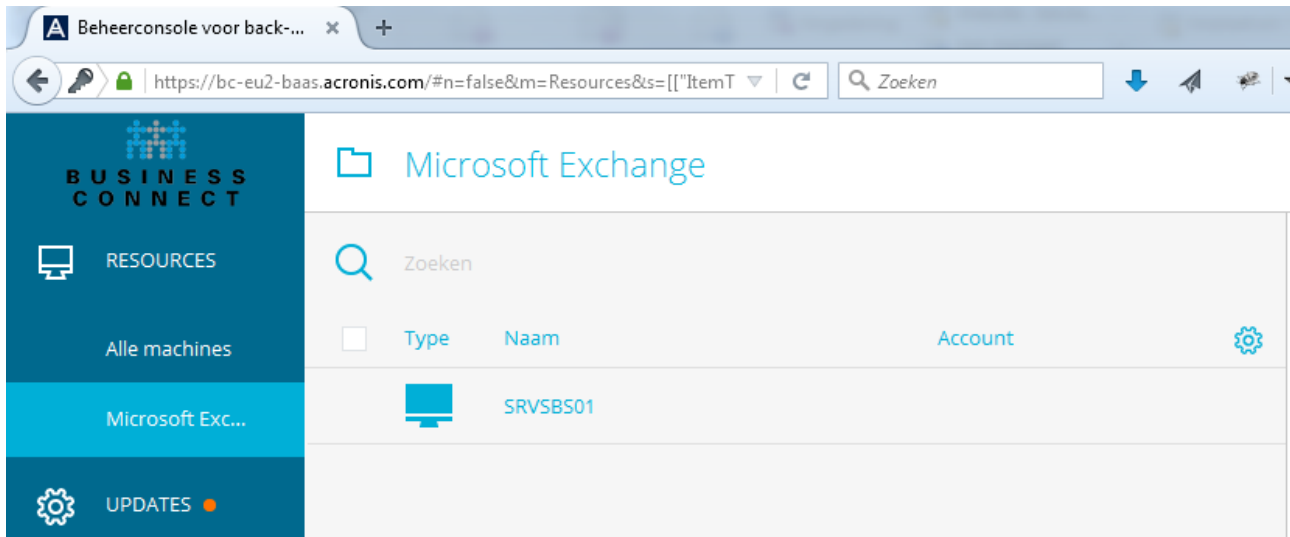 Beheerconsole voor back-...
https://bc-eu2-baas.acronis.com/#n=false&m=Resources&s=[["ItemT
Zoeken
BUSINESS
CONNECT
Microsoft Exchange
RESOURCES
Zoeken
Alle machines
Type Naam Account
Microsoft Exc...
SRVSBS01
UPDATES